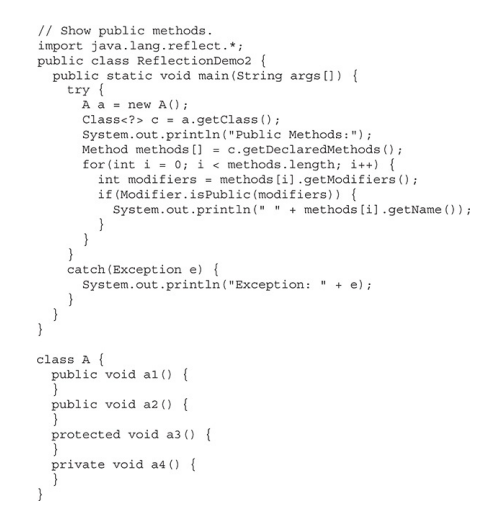 // Show public methods.
import java.lang.reflect.*;
public class ReflectionDemo2 {
  public static void main(String args[]) {
    try {
      A a = new A();
      Class<?> c = a.getClass();
      System.out.println("Public Methods:");
      Method methods[] = c.getDeclaredMethods();
      for(int i = 0; i < methods.length; i++) {
        int modifiers = methods[i].getModifiers();
        if(Modifier.isPublic(modifiers)) {
          System.out.println(" " + methods[i].getName());
        }
      }
    }
    catch(Exception e) {
      System.out.println("Exception: " + e);
    }
  }
}

class A {
  public void a1() {
  }
  public void a2() {
  }
  protected void a3() {
  }
  private void a4() {
  }
}